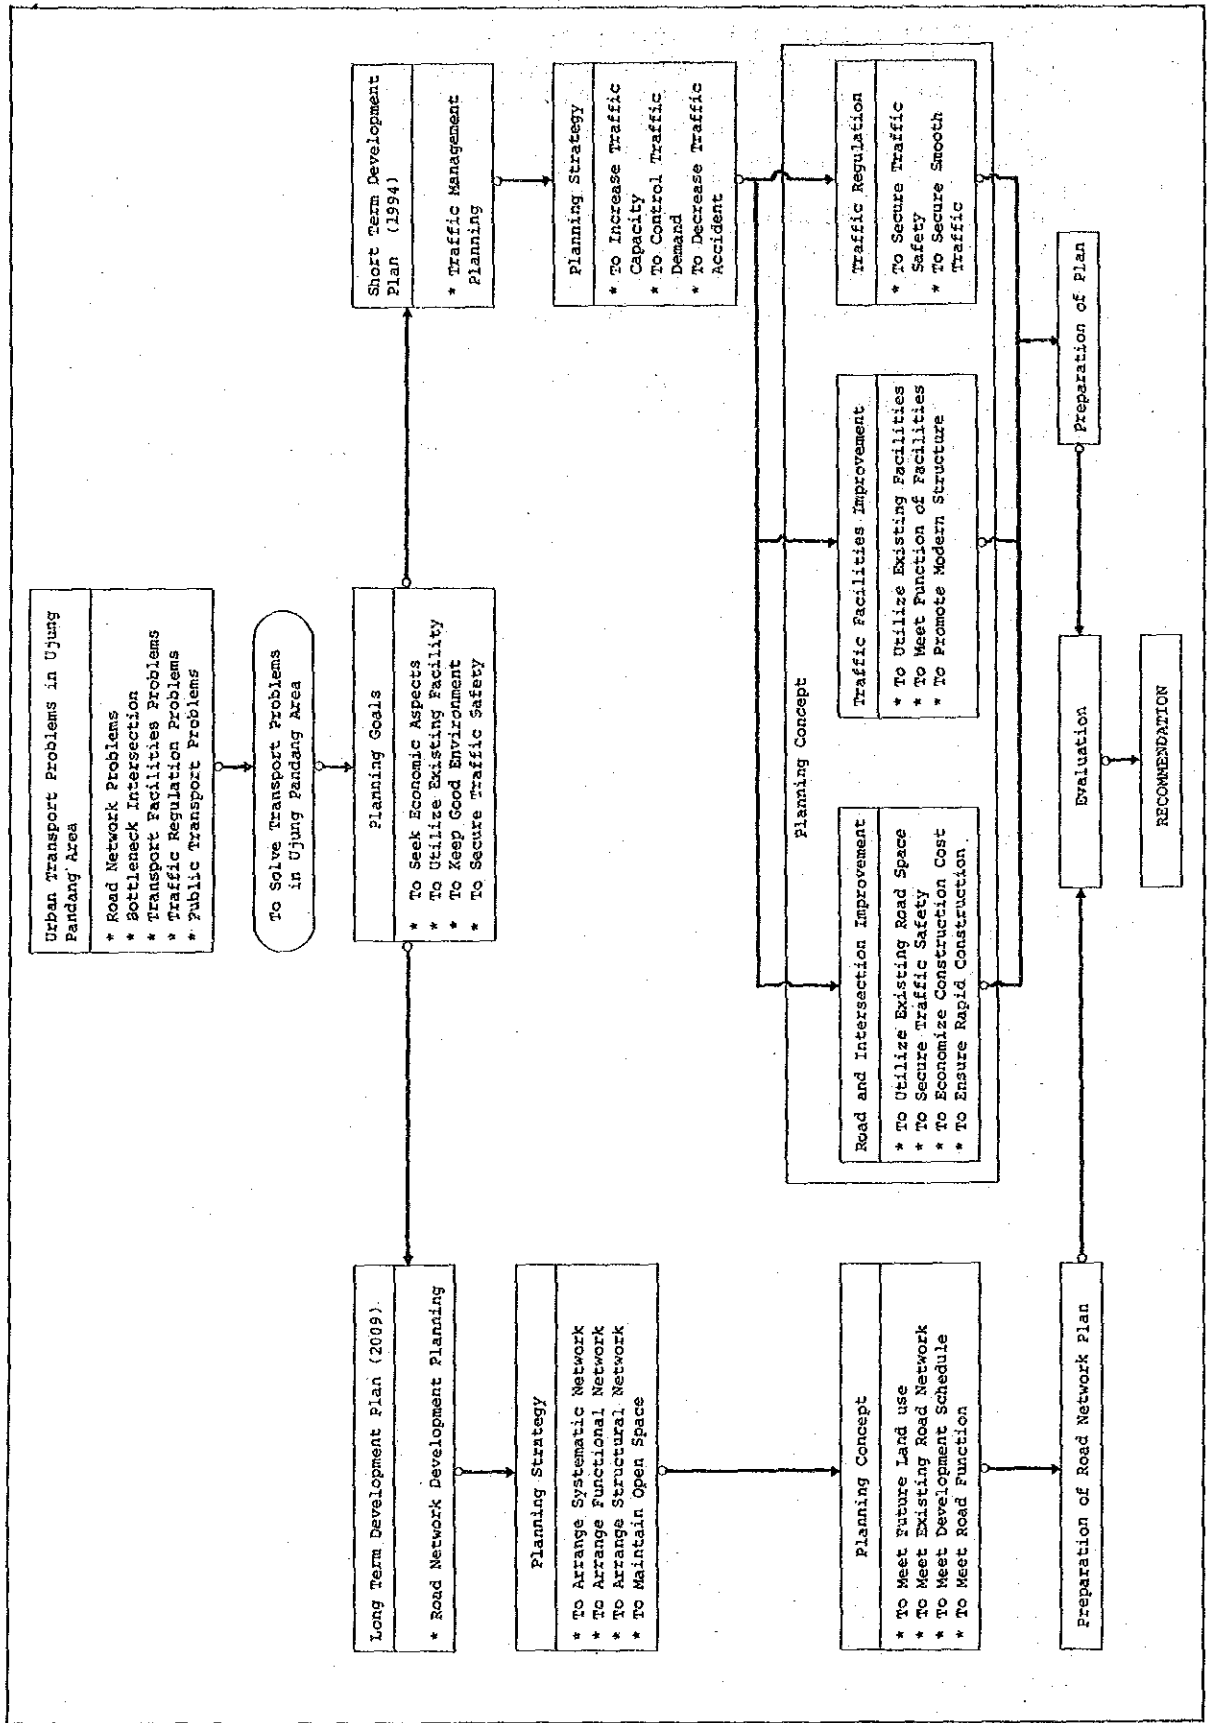 Urban Transport Problems in Ujung
Pandang Area
* Road Network Problems
* Bottleneck Intersection
* Transport Facilities Problems
* Traffic Regulation Problems
* Public Transport Problems
To Solve Transport Problems
in Ujung Pandang Area
Planning Goals
* To Seek Economic Aspects
* To Utilize Existing Facility
* To Keep Good Environment
* To Secure Traffic Safety
Long Term Development Plan (2009)
* Road Network Development Planning
Planning Strategy
* To Arrange Systematic Network
* To Arrange Functional Network
* To Arrange Structural Network
* To Maintain Open Space
Planning Concept
* To Meet Future Land use
* To Meet Existing Road Network
* To Meet Development Schedule
* To Meet Road Function
Preparation of Road Network Plan
Short Term Development
Plan (1994)
* Traffic Management
Planning
Planning Strategy
* To Increase Traffic
Capacity
* To Control Traffic
Demand
* To Decrease Traffic
Accident
Planning Concept
Road and Intersection Improvement
* To Utilize Existing Road Space
* To Secure Traffic Safety
* To Economize Construction Cost
* To Ensure Rapid Construction
Traffic Facilities Improvement
* To Utilize Existing Facilities
* To Meet Function of Facilities
* To Promote Modern Structure
Traffic Regulation
* To Secure Traffic
Safety
* To Secure Smooth
Traffic
Preparation of Plan
Evaluation
RECOMMENDATION